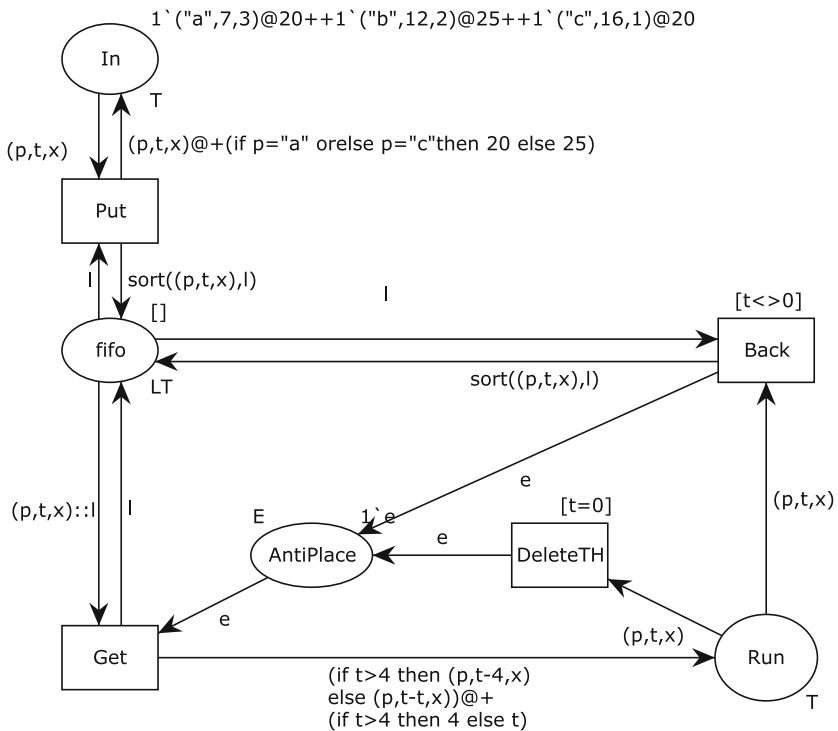 1`("a",7,3)@20++1`("b",12,2)@25++1`("c",16,1)@20
In
T
(p,t,x)
(p,t,x)@+(if p="a" orelse p="c"then 20 else 25)
Put
l
sort((p,t,x),l)
l
[]
[t<>0]
fifo
Back
LT
sort((p,t,x),l)
e
(p,t,x)::l
l
(p,t,x)
E
1`e
[t=0]
e
AntiPlace
DeleteTH
e
(p,t,x)
Get
Run
(if t>4 then (p,t-4,x)
else (p,t-t,x))@+
(if t>4 then 4 else t)
T